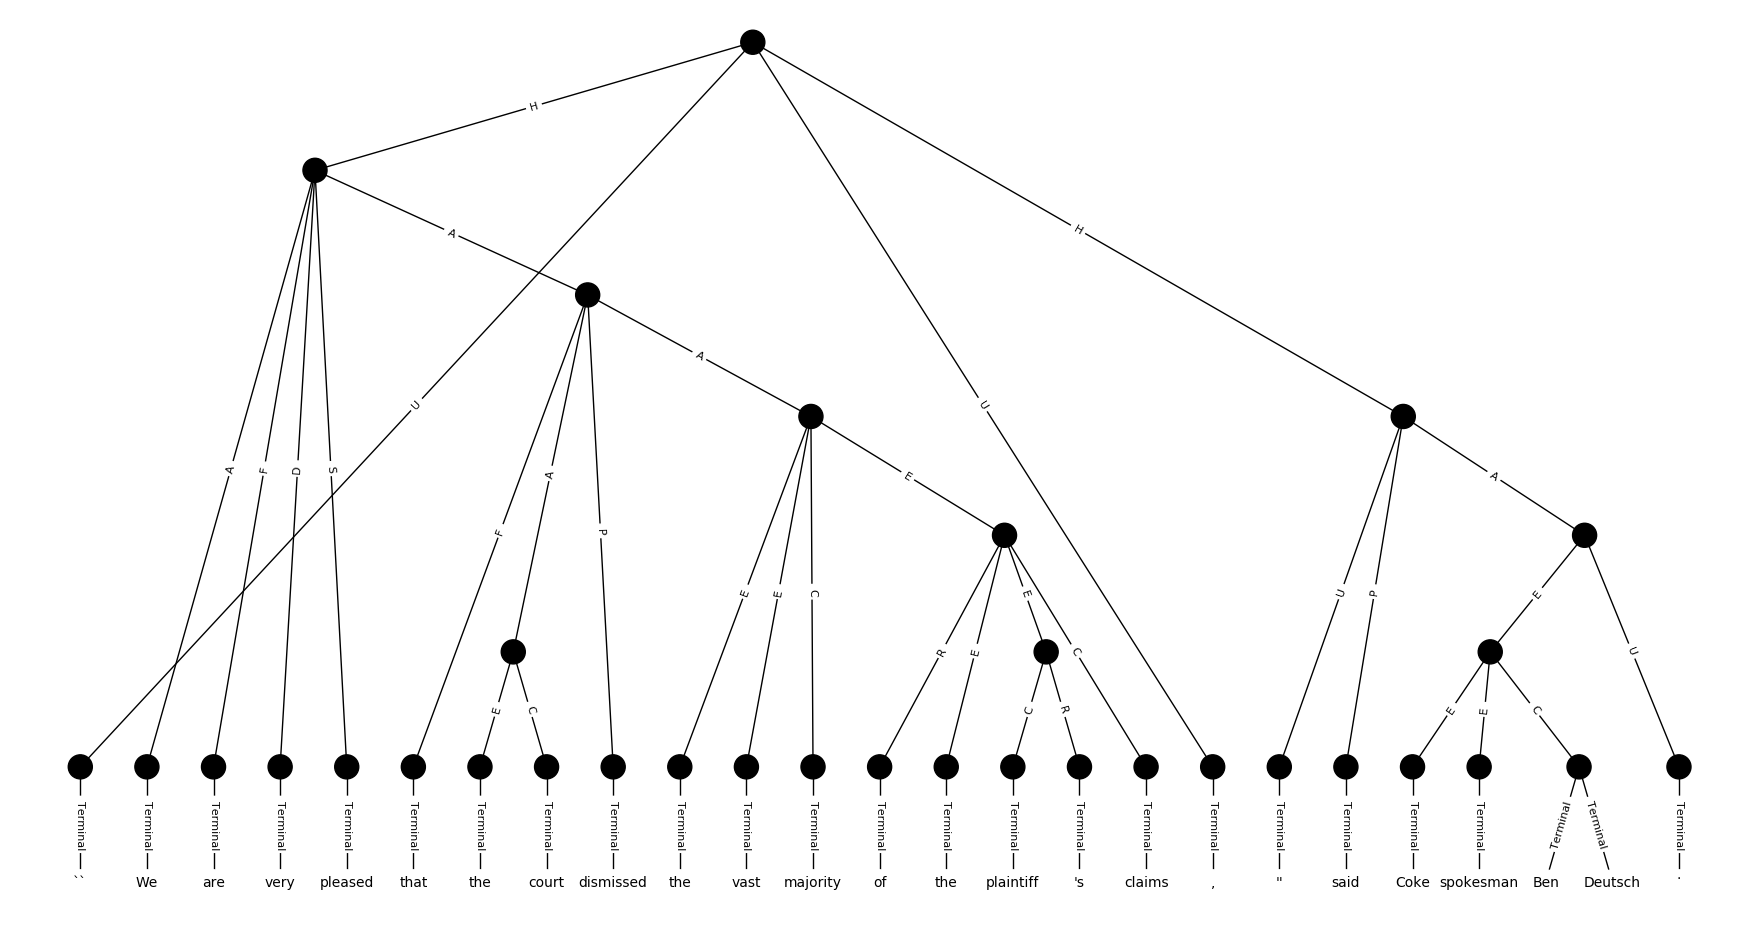 H
A
H
A
U
U
A
F
D
S
F
A
P
E
E
E
C
U
P
A
R
E
E
C
E
U
E
C
C
R
E
E
C
Terminal Terminal Terminal Terminal Terminal Terminal Terminal Terminal Terminal Terminal Terminal Terminal Terminal Terminal Terminal Terminal Terminal Terminal Terminal Terminal Terminal Terminal Terminal Terminal Terminal
`` We are very pleased that the court dismissed the vast majority of the plaintiff 's claims , " said Coke spokesman Ben Deutsch .